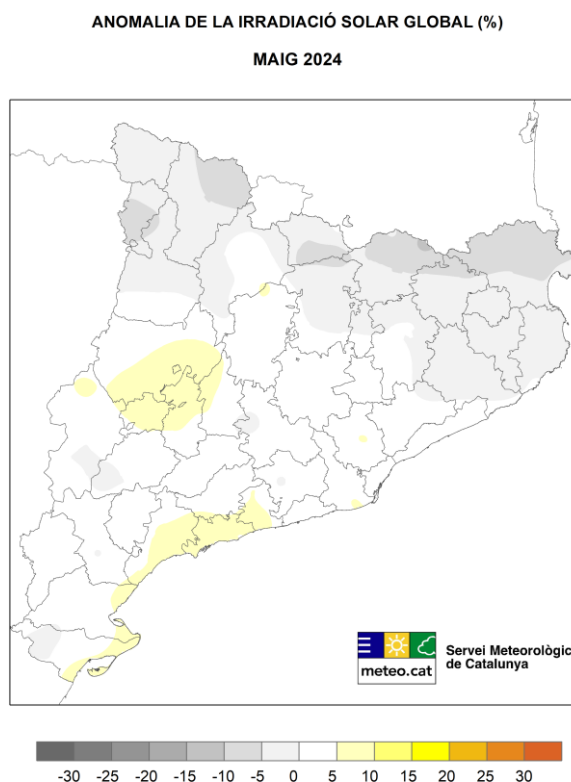 ANOMALIA DE LA IRRADIACIÓ SOLAR GLOBAL (%)
MAIG 2024
meteo.cat
Servei Meteorològic
de Catalunya
-30 -25 -20 -15 -10 -5 0 5 10 15 20 25 30